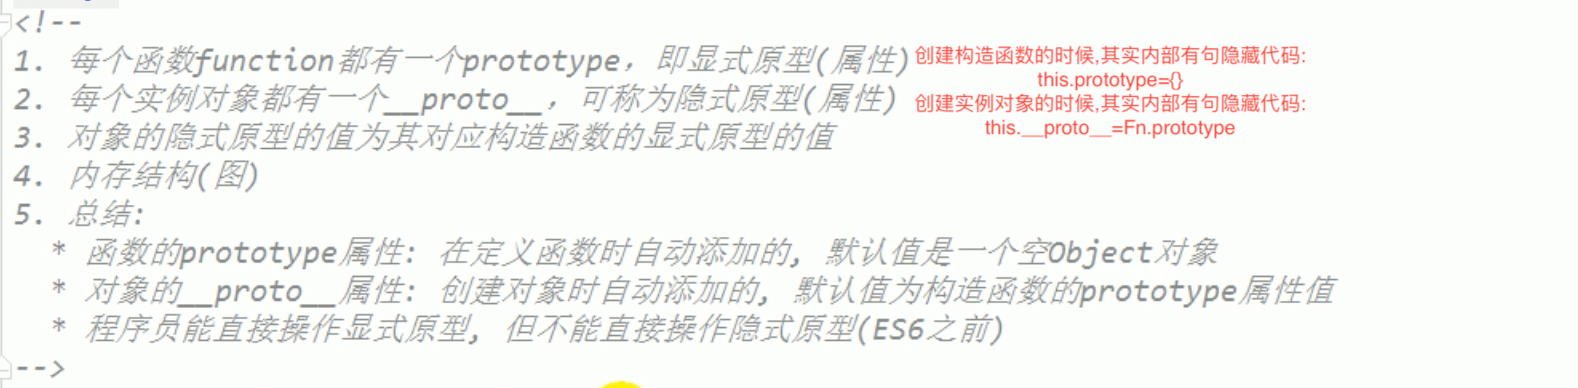 <!--
1. 每个函数function都有一个prototype，即显式原型(属性)
2. 每个实例对象都有一个__proto__，可称为隐式原型(属性)
3. 对象的隐式原型的值为其对应构造函数的显式原型的值
4. 内存结构(图)
5. 总结:
* 函数的prototype属性: 在定义函数时自动添加的, 默认值是一个空Object对象
* 对象的__proto__属性: 创建对象时自动添加的, 默认值为构造函数的prototype属性值
* 程序员能直接操作显式原型, 但不能直接操作隐式原型(ES6之前)
-->
创建构造函数的时候,其实内部有句隐藏代码:
this.prototype={}
创建实例对象的时候,其实内部有句隐藏代码:
this.__proto__=Fn.prototype